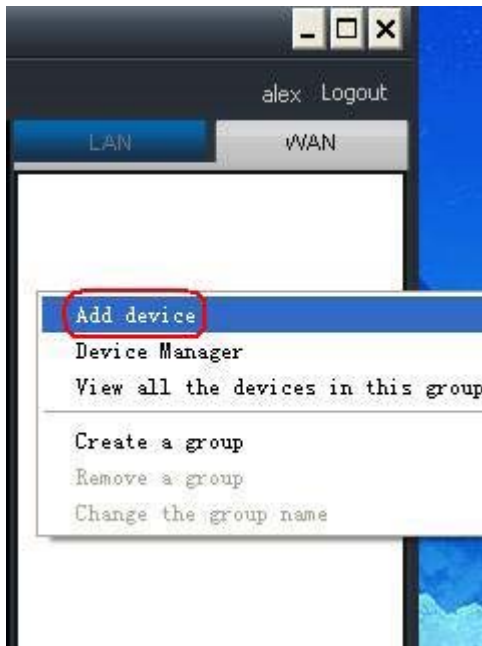 alex Logout
LAN WAN
Add device
Device Manager
View all the devices in this group
Create a group
Remove a group
Change the group name